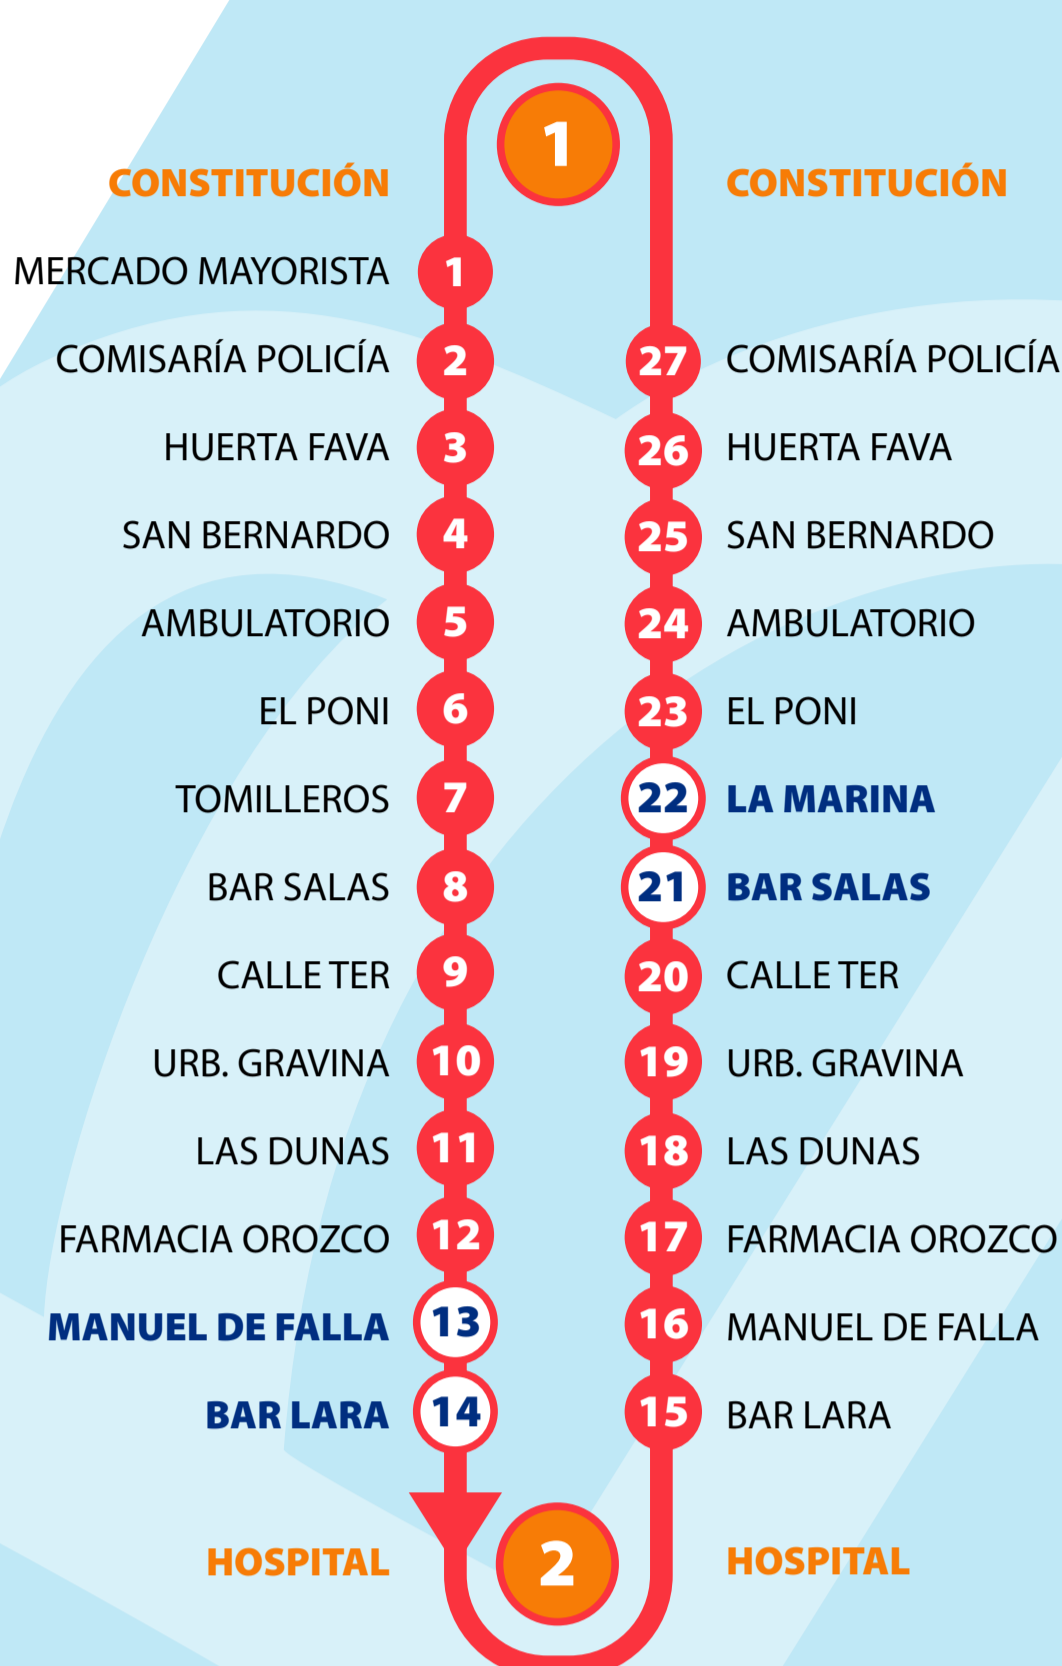 1
CONSTITUCIÓN CONSTITUCIÓN
MERCADO MAYORISTA 1
COMISARÍA POLICÍA 2 27 COMISARÍA POLICÍA
HUERTA FAVA 3 26 HUERTA FAVA
SAN BERNARDO 4 25 SAN BERNARDO
AMBULATORIO 5 24 AMBULATORIO
EL PONI 6 23 EL PONI
TOMILLEROS 7 22 LA MARINA
BAR SALAS 8 21 BAR SALAS
CALLE TER 9 20 CALLE TER
URB. GRAVINA 10 19 URB. GRAVINA
LAS DUNAS 11 18 LAS DUNAS
FARMACIA OROZCO 12 17 FARMACIA OROZCO
MANUEL DE FALLA 13 16 MANUEL DE FALLA
BAR LARA 14 15 BAR LARA
HOSPITAL 2 HOSPITAL